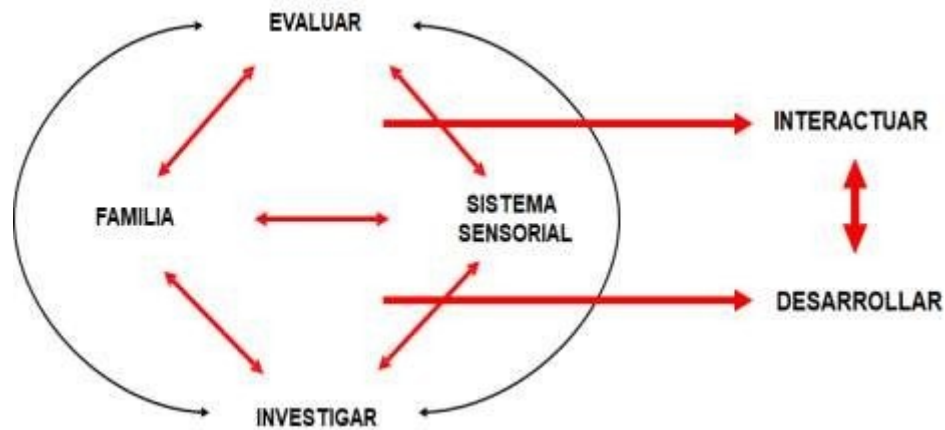 EVALUAR
INTERACTUAR
FAMILIA
SISTEMA
SENSORIAL
DESARROLLAR
INVESTIGAR